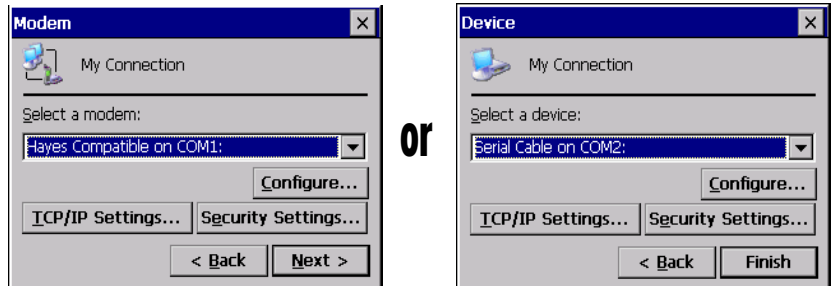 Modem
My Connection
Select a modem:
Hayes Compatible on COM1:
Configure...
TCP/IP Settings... Security Settings...
< Back Next >
or
Device
My Connection
Select a device:
Serial Cable on COM2:
Configure...
TCP/IP Settings... Security Settings...
< Back Finish